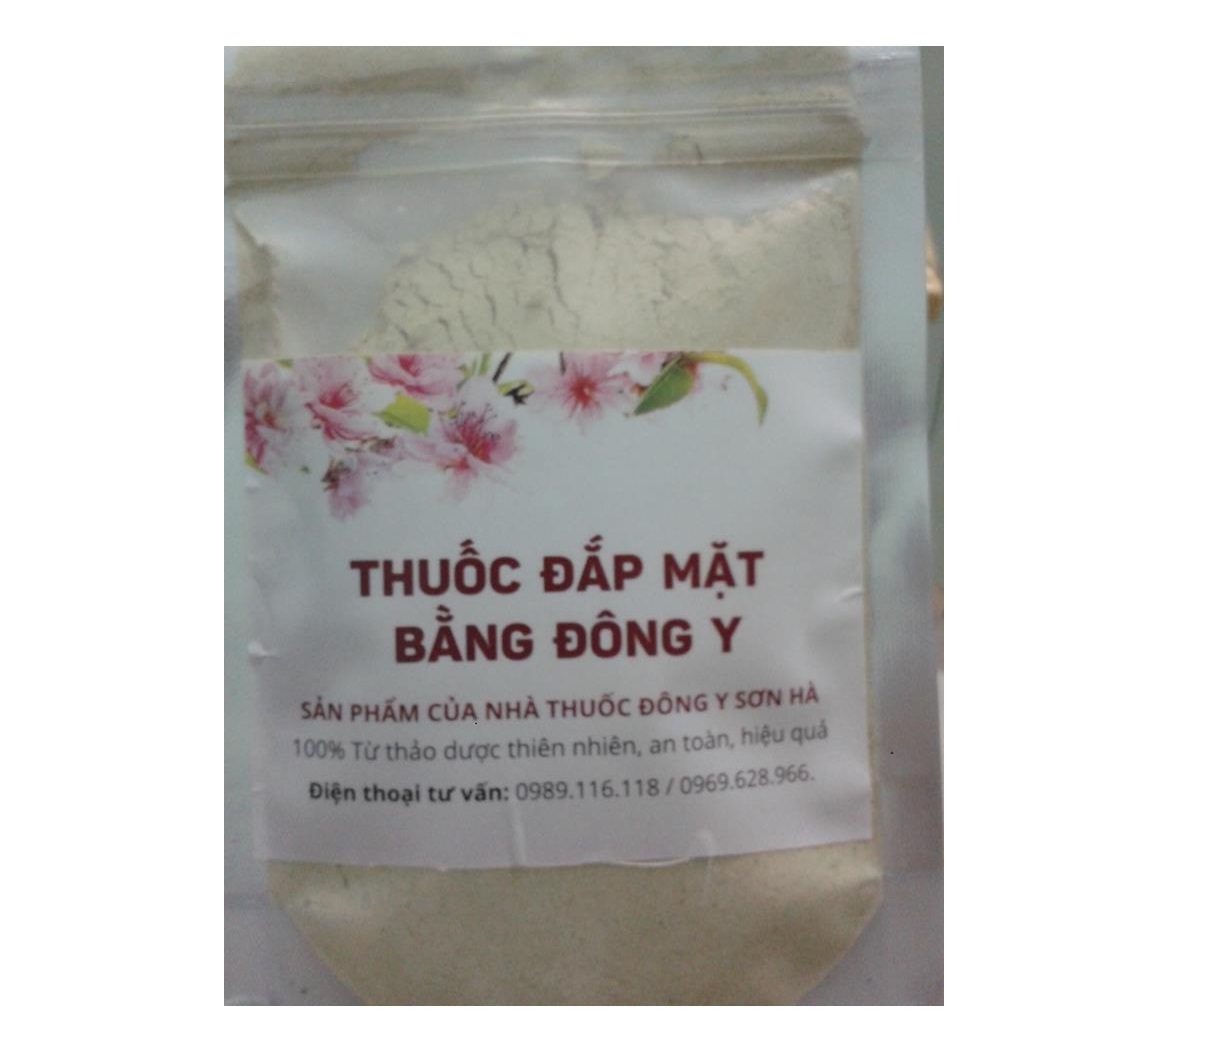 THUỐC ĐẮP MẶT
BẰNG ĐÔNG Y
SẢN PHẨM CỦA NHÀ THUỐC ĐÔNG Y SƠN HÀ
100% Từ thảo dược thiên nhiên, an toàn, hiệu quả
Điện thoại tư vấn: 0989.116.118 / 0969.628.966.